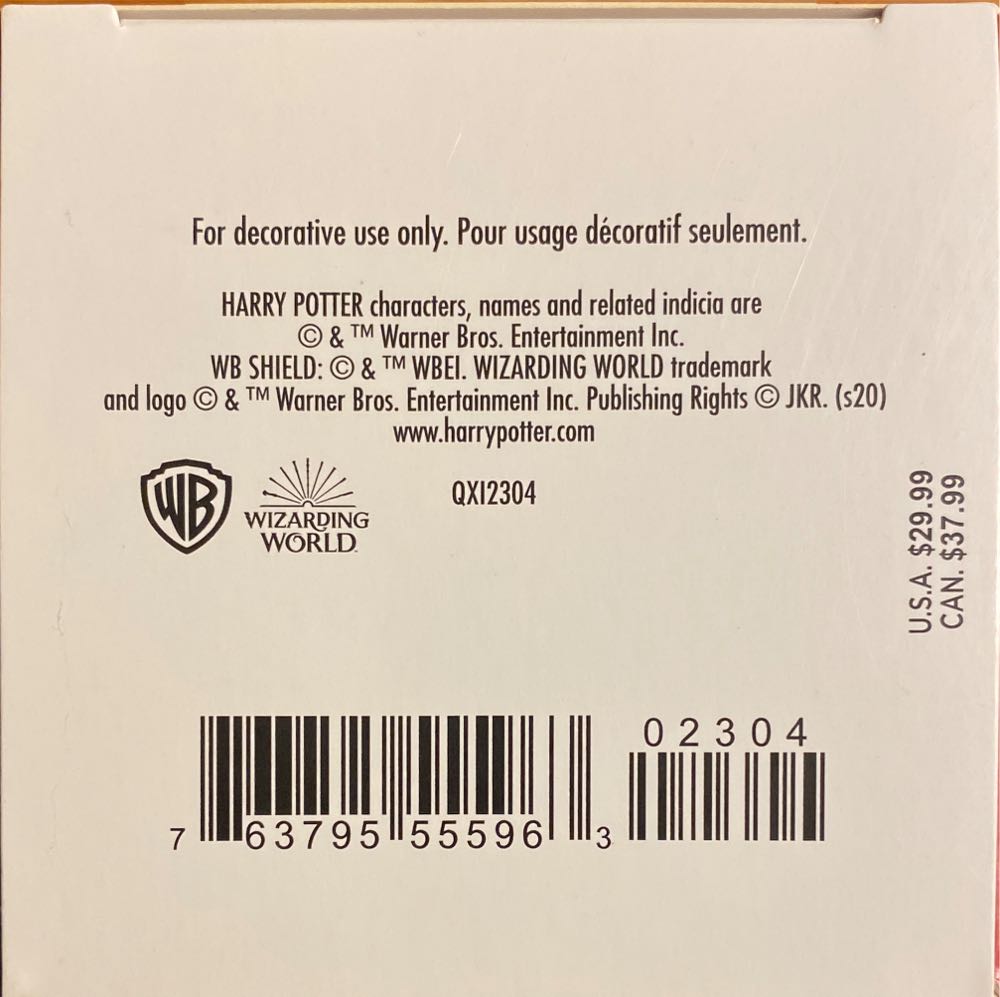 For decorative use only. Pour usage décoratif seulement.
HARRY POTTER characters, names and related indicia are
© & ™ Warner Bros. Entertainment Inc.
WB SHIELD: © & ™ WBEI. WIZARDING WORLD trademark
and logo © & ™ Warner Bros. Entertainment Inc. Publishing Rights © JKR. (s20)
www.harrypotter.com
WB
WIZARDING
WORLD
QXI2304
U.S.A. $29.99
CAN. $37.99
02304
7 63795 55596 3